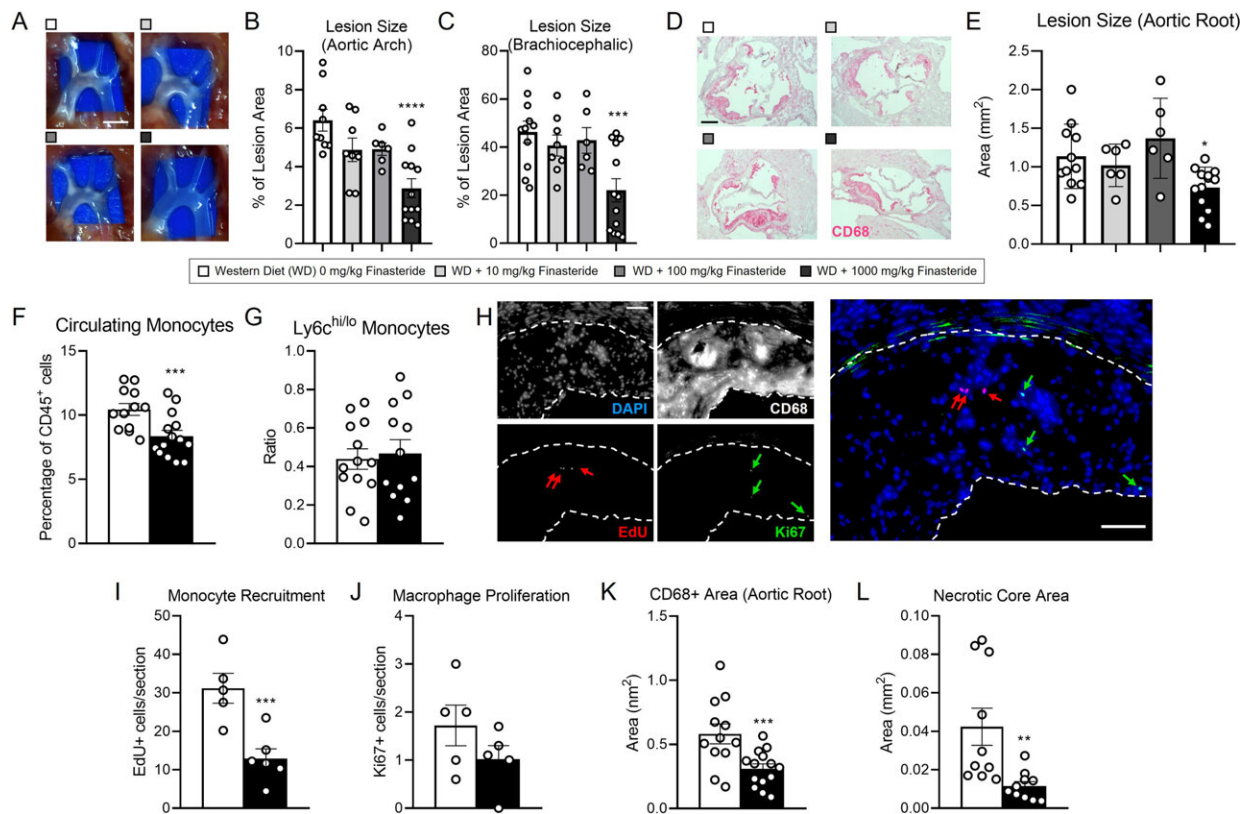 A
B
Lesion Size
(Aortic Arch)
% of Lesion Area
10
8
6
4
2
0
****
C
Lesion Size
(Brachiocephalic)
% of Lesion Area
80
60
40
20
0
***
D
CD68
E
Lesion Size (Aortic Root)
Area (mm2)
2.5
2.0
1.5
1.0
0.5
0.0
*
Western Diet (WD) 0 mg/kg Finasteride
WD + 10 mg/kg Finasteride
WD + 100 mg/kg Finasteride
WD + 1000 mg/kg Finasteride
F
Circulating Monocytes
Percentage of CD45+ cells
15
10
5
0
***
G
Ly6chi/lo Monocytes
Ratio
1.0
0.8
0.6
0.4
0.2
0.0
H
DAPI
CD68
EdU
Ki67
I
Monocyte Recruitment
EdU+ cells/section
50
40
30
20
10
0
***
J
Macrophage Proliferation
Ki67+ cells/section
4
3
2
1
0
K
CD68+ Area (Aortic Root)
Area (nm2)
1.5
1.0
0.5
0.0
***
L
Necrotic Core Area
Area (mm2)
0.10
0.08
0.06
0.04
0.02
0.00
**